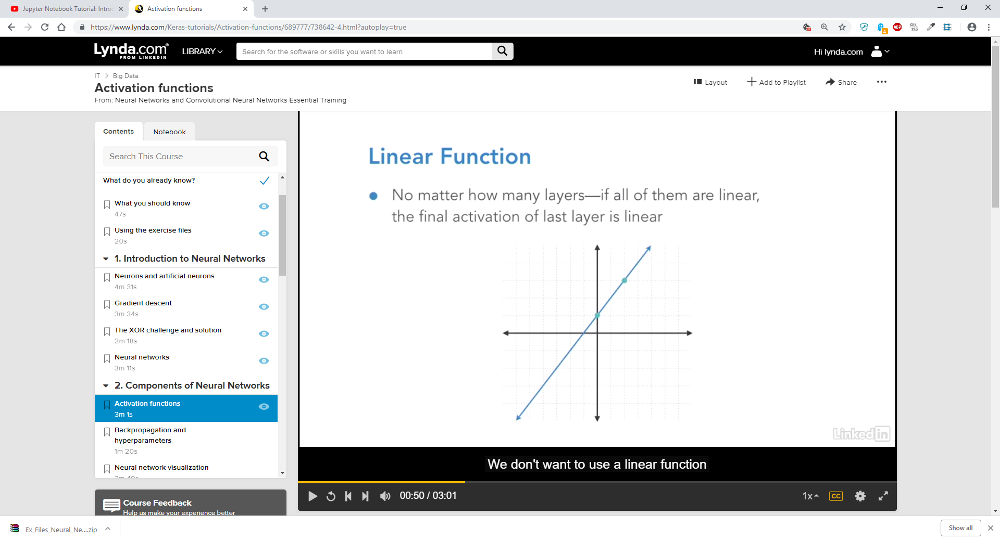 Jupyter Notebook Tutorial: Introd
Activation functions
https://www.lynda.com/Keras-tutorials/Activation-functions/689777/738642-4.html?autoplay=true
ABP
Git
Zip
4
Lynda.com®
FROM LINKEDIN
LIBRARY
Search for the software or skills you want to learn
Hi lynda.com
IT > Big Data
Activation functions
From: Neural Networks and Convolutional Neural Networks Essential Training
Layout
Add to Playlist
Share
Contents
Notebook
Search This Course
What do you already know?
What you should know
47s
Using the exercise files
20s
1. Introduction to Neural Networks
Neurons and artificial neurons
4m 31s
Gradient descent
3m 34s
The XOR challenge and solution
2m 18s
Neural networks
3m 11s
2. Components of Neural Networks
Activation functions
3m 1s
Backpropagation and
hyperparameters
1m 20s
Neural network visualization
Course Feedback
Help us make your experience better
Linear Function
• No matter how many layers—if all of them are linear,
the final activation of last layer is linear
Linked in
We don't want to use a linear function
00:50 / 03:01
1x
CC
Ex_Files_Neural_Ne....zip
Show all